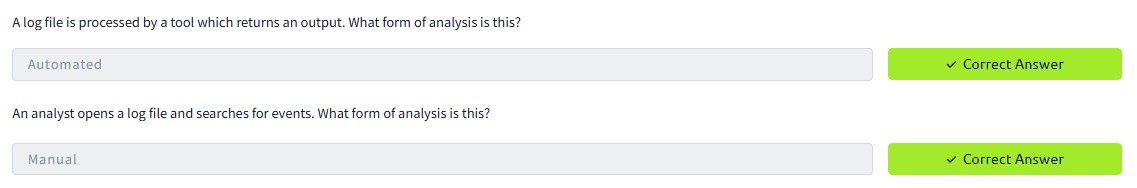 A log file is processed by a tool which returns an output. What form of analysis is this?
Automated
✓ Correct Answer
An analyst opens a log file and searches for events. What form of analysis is this?
Manual
✓ Correct Answer